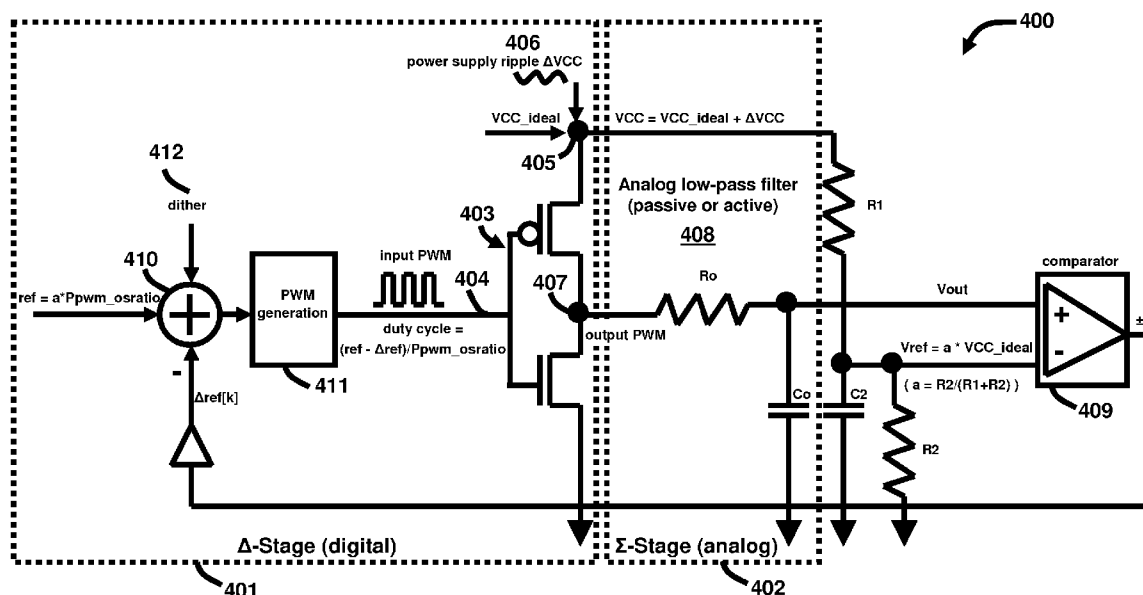 400
406
power supply ripple ΔVCC
VCC_ideal
VCC = VCC_ideal + ΔVCC
405
412
dither
Analog low-pass filter
(passive or active)
408
R1
403
410
input PWM
404
407
Ro
comparator
ref = a*Ppwm_osratio
PWM
generation
Vout
+
-
±
duty cycle =
(ref - Δref)/Ppwm_osratio
output PWM
Vref = a * VCC_ideal
( a = R2/(R1+R2) )
-
411
409
Δref[k]
Co
C2
R2
Δ-Stage (digital)
Σ-Stage (analog)
401
402